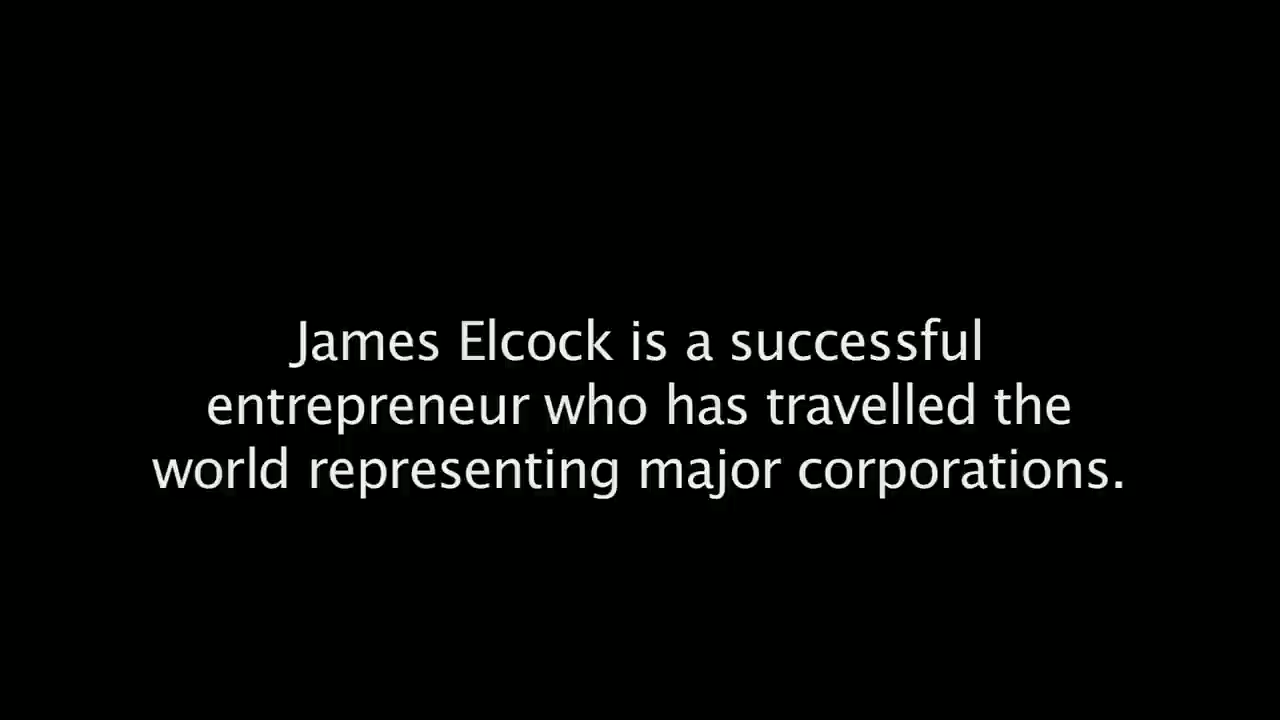 James Elcock is a successful
entrepreneur who has travelled the
world representing major corporations.